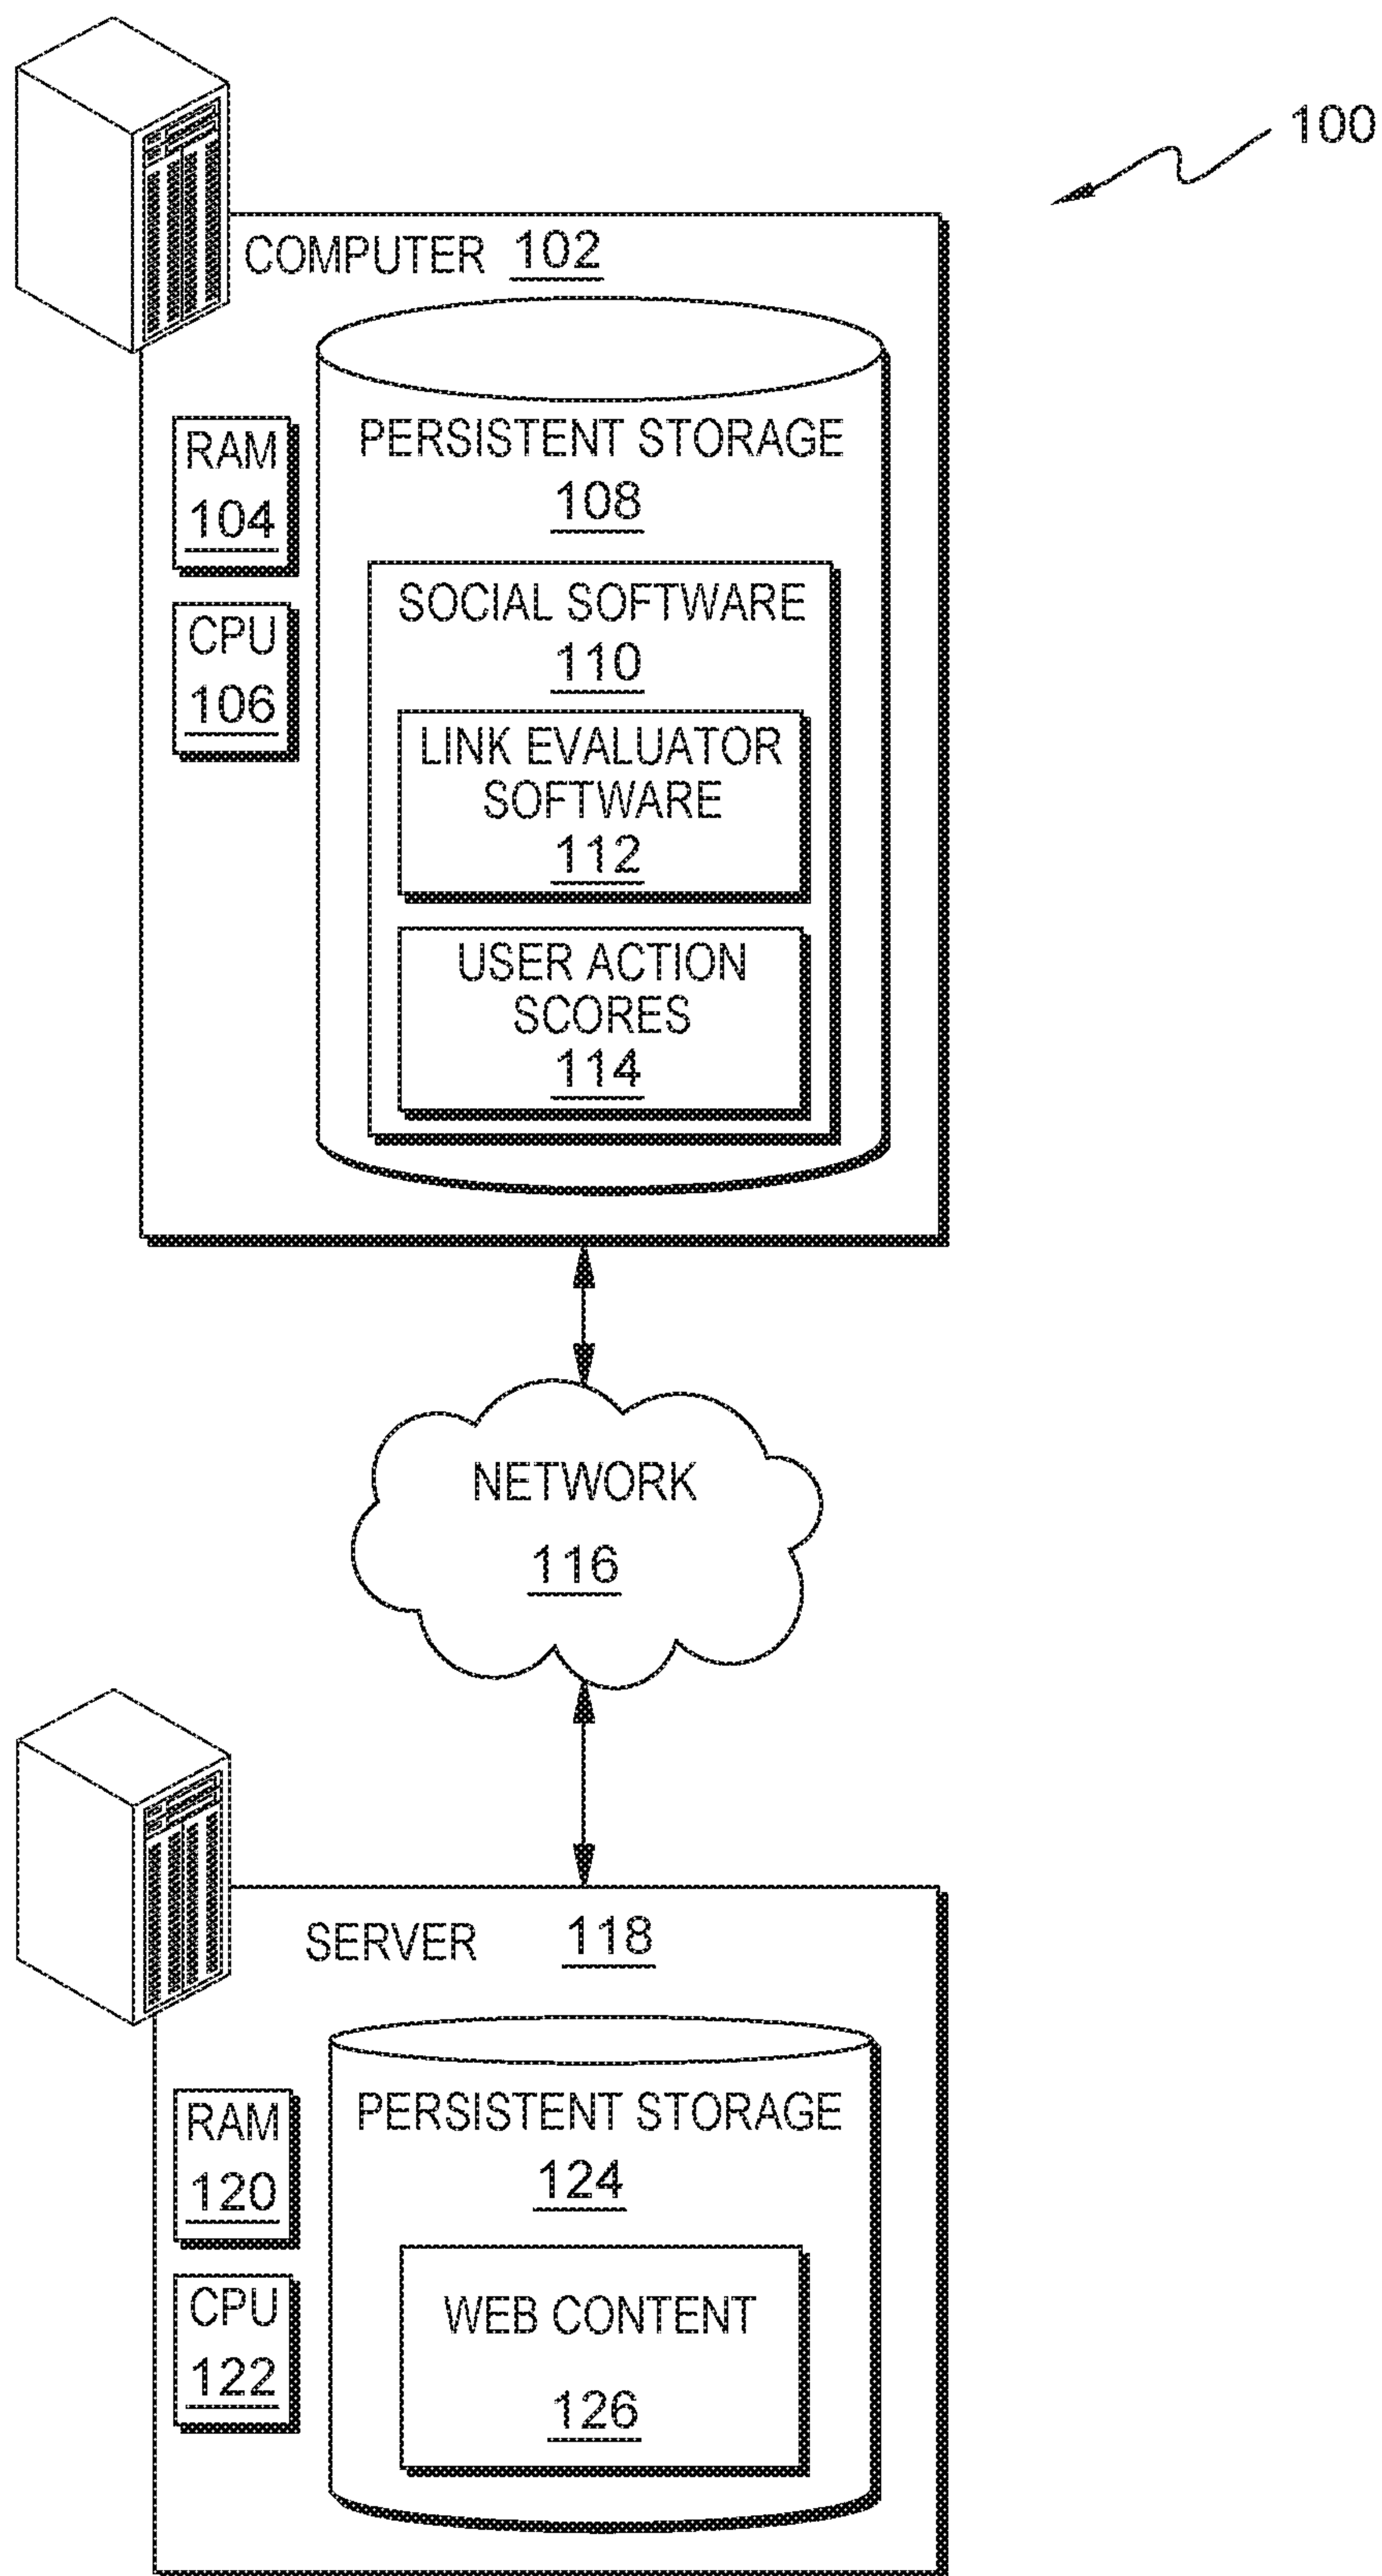 100
COMPUTER 102
RAM
104
CPU
106
PERSISTENT STORAGE
108
SOCIAL SOFTWARE
110
LINK EVALUATOR
SOFTWARE
112
USER ACTION
SCORES
114
NETWORK
116
SERVER 118
RAM
120
CPU
122
PERSISTENT STORAGE
124
WEB CONTENT
126